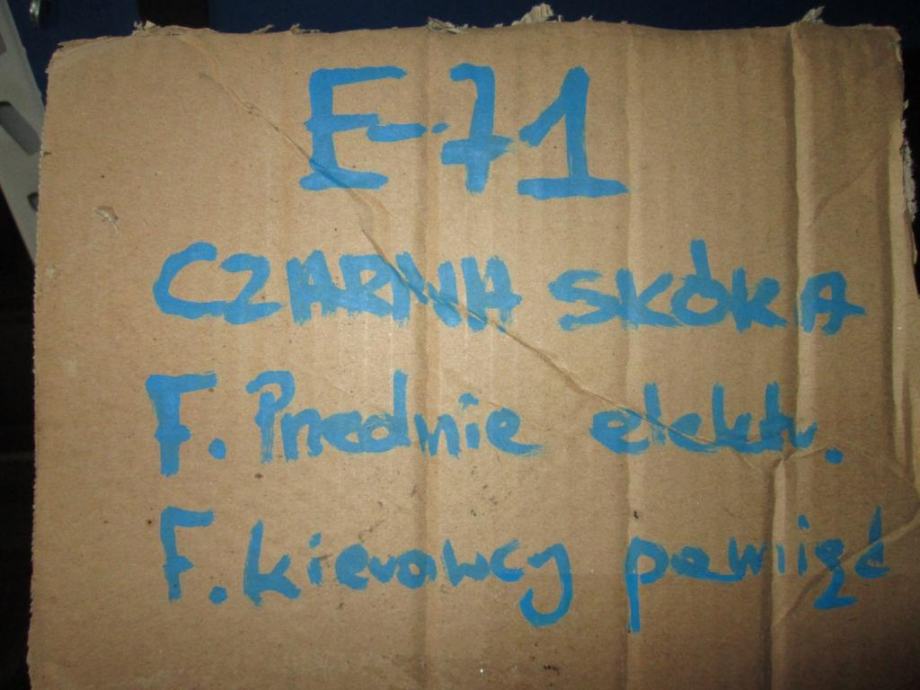 E-71
CZARNA SKÓRA
F. Przednie elektr.
F. kierowcy pamięć